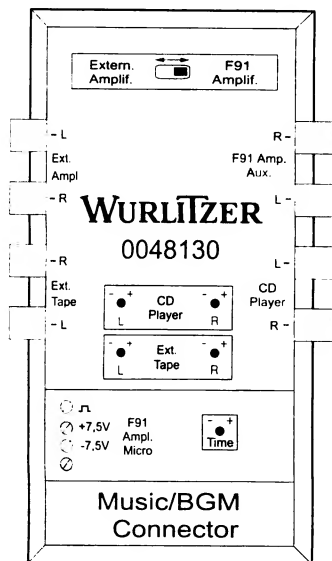 Extern. F91
Amplif. Amplif.
- L R -
Ext. F91 Amp.
Ampl Aux.
- R L -
WURLITZER
0048130
- R L -
Ext. CD
Tape Player
- L R -
- + CD - +
L Player R
- + Ext. - +
L Tape R
+7,5V F91
-7,5V Ampl.
Micro
- +
Time
Music/BGM
Connector